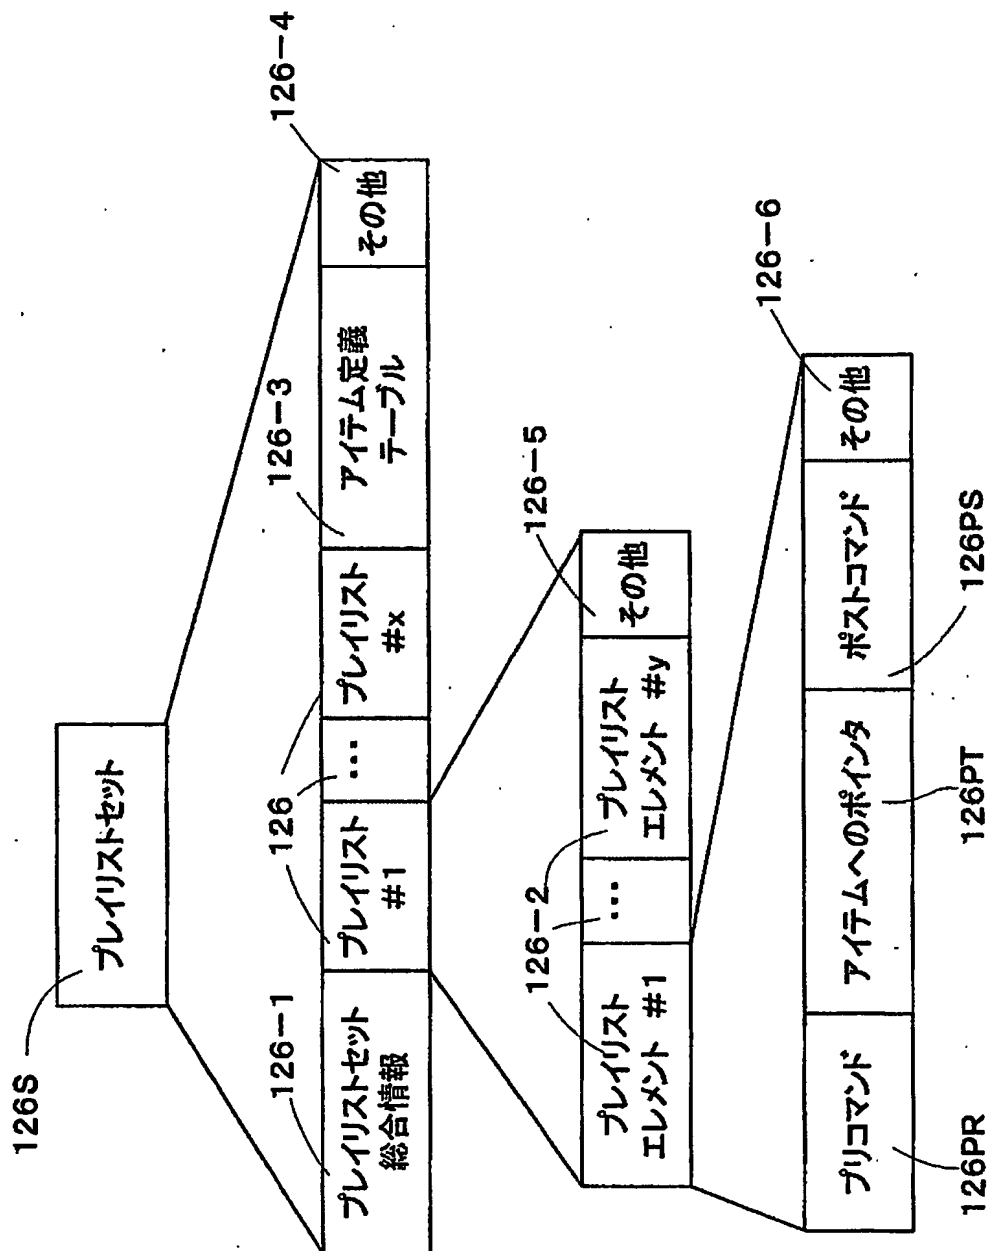 126S
プレイリストセット
126-1
126
126-3
126-4
プレイリストセット
総合情報
プレイリスト
#1
...
プレイリスト
#x
アイテム定義
テーブル
その他
126-2
126-5
プレイリスト
エレメント #1
...
プレイリスト
エレメント #y
その他
126-6
プリコマンド
アイテムへのポインタ
ポストコマンド
その他
126PR
126PT
126PS